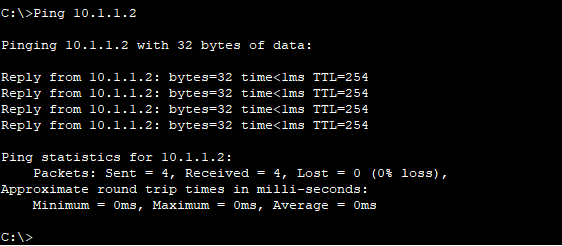 C:\>Ping 10.1.1.2
Pinging 10.1.1.2 with 32 bytes of data:
Reply from 10.1.1.2: bytes=32 time<1ms TTL=254
Reply from 10.1.1.2: bytes=32 time<1ms TTL=254
Reply from 10.1.1.2: bytes=32 time<1ms TTL=254
Reply from 10.1.1.2: bytes=32 time<1ms TTL=254
Ping statistics for 10.1.1.2:
Packets: Sent = 4, Received = 4, Lost = 0 (0% loss),
Approximate round trip times in milli-seconds:
Minimum = 0ms, Maximum = 0ms, Average = 0ms
C:\>